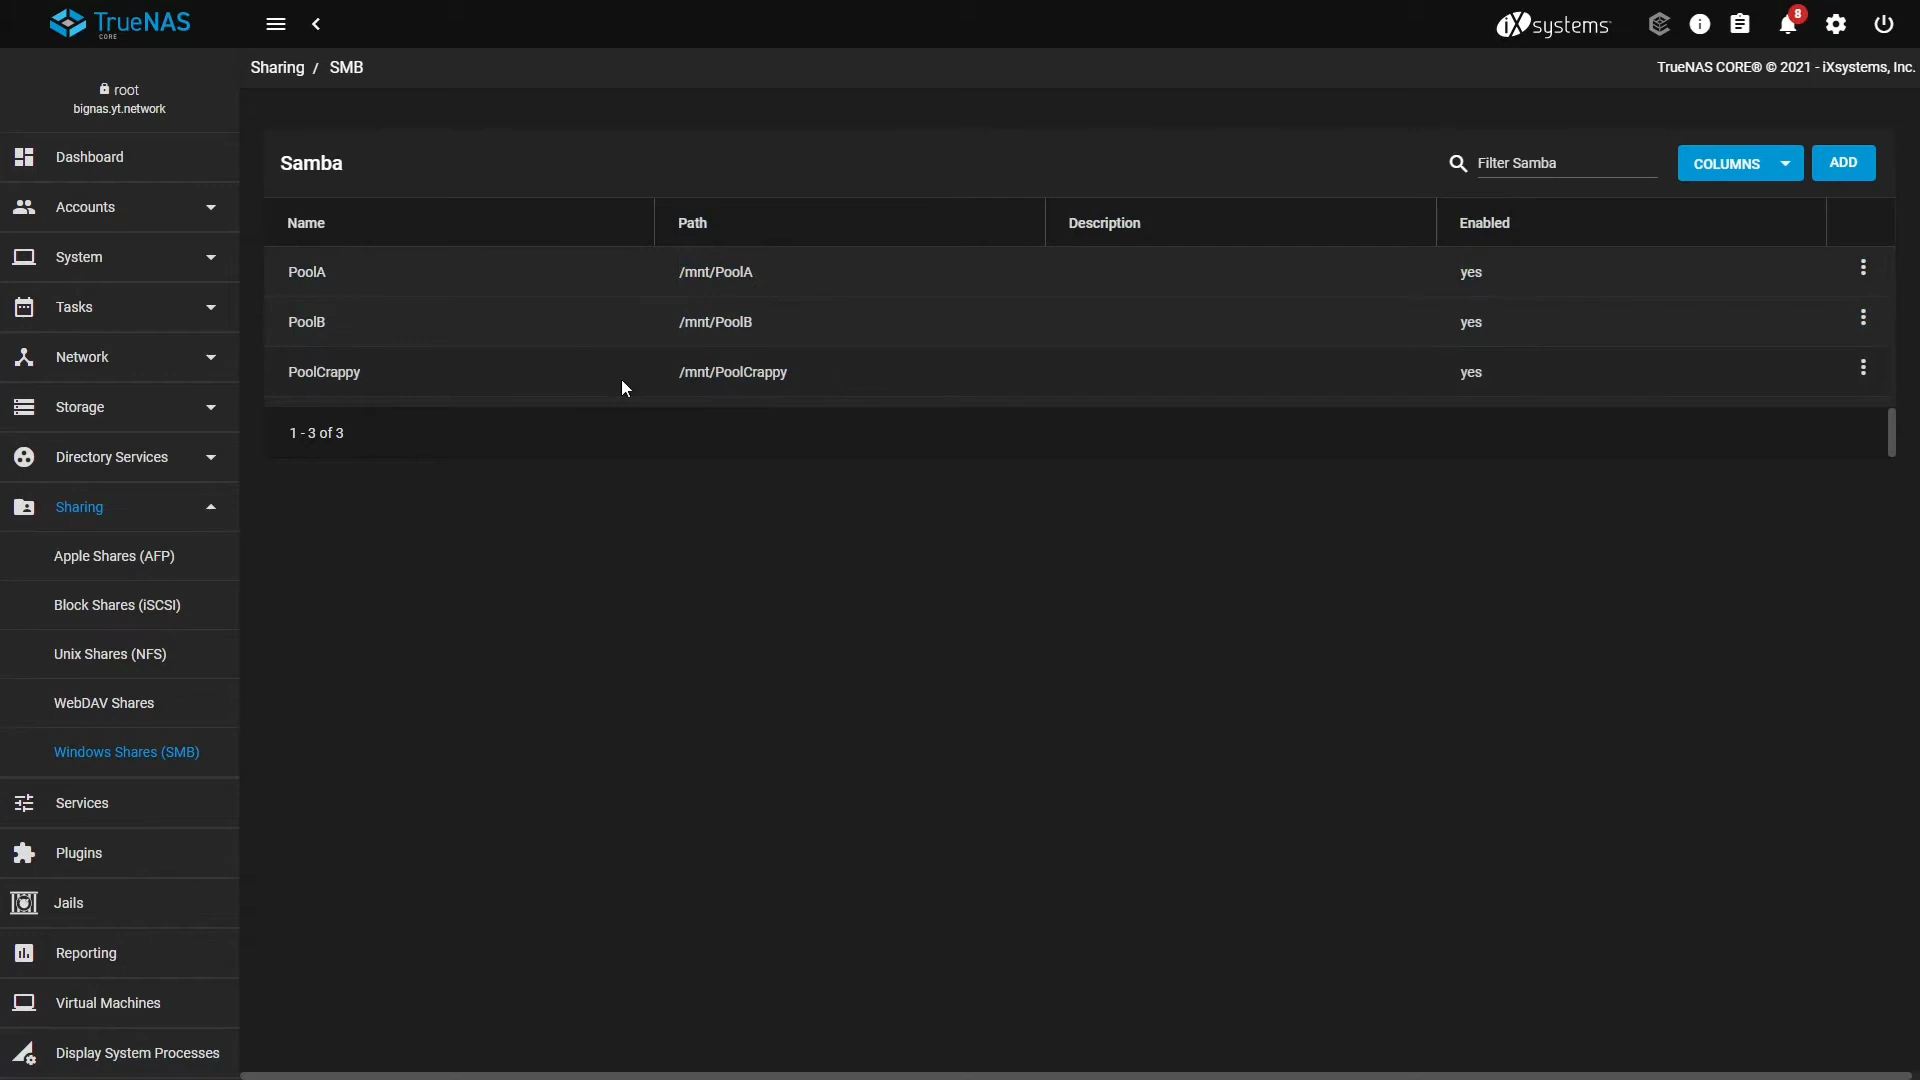 TrueNAS
CORE
iXsystems
8
root
bignas.yt.network
Sharing / SMB
TrueNAS CORE® © 2021 - iXsystems, Inc.
Dashboard
Accounts
System
Tasks
Network
Storage
Directory Services
Sharing
Apple Shares (AFP)
Block Shares (iSCSI)
Unix Shares (NFS)
WebDAV Shares
Windows Shares (SMB)
Services
Plugins
Jails
Reporting
Virtual Machines
Display System Processes
Samba
Filter Samba
COLUMNS
ADD
Name Path Description Enabled
PoolA /mnt/PoolA yes
PoolB /mnt/PoolB yes
PoolCrappy /mnt/PoolCrappy yes
1 - 3 of 3